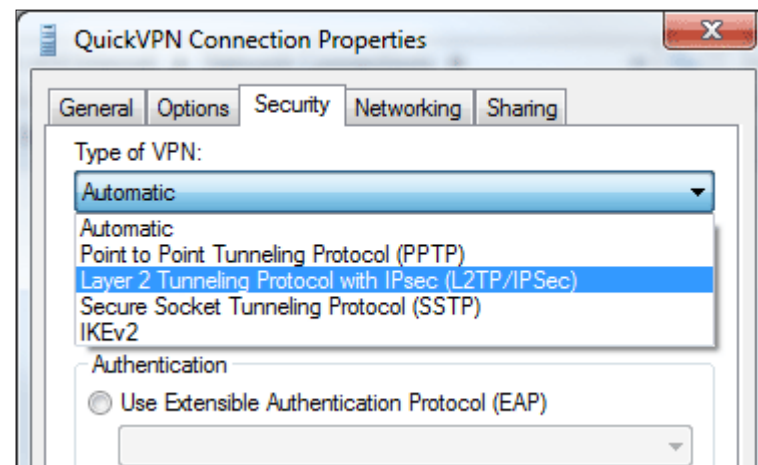 QuickVPN Connection Properties
General Options Security Networking Sharing
Type of VPN:
Automatic
Automatic
Point to Point Tunneling Protocol (PPTP)
Layer 2 Tunneling Protocol with IPsec (L2TP/IPSec)
Secure Socket Tunneling Protocol (SSTP)
IKEv2
Authentication
Use Extensible Authentication Protocol (EAP)